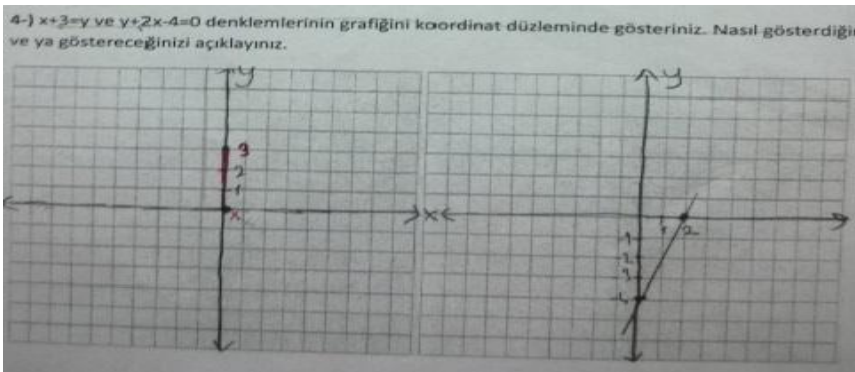 4-) x+3=y ve y+2x-4=0 denklemlerinin grafiğini koordinat düzleminde gösteriniz. Nasıl gösterdiğin
ve ya göstereceğinizi açıklayınız.
y
3
2
1
x
x
y
1 2
-1
-2
-3
-4